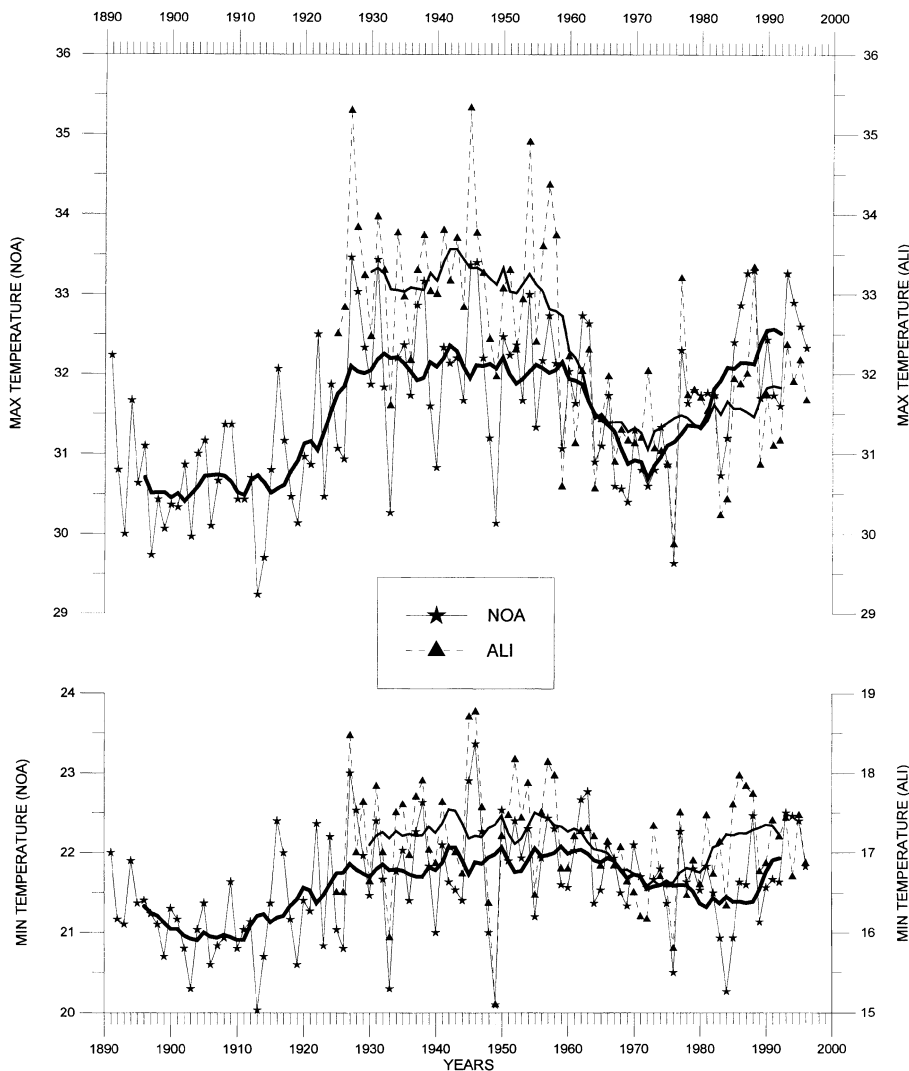 1890 1900 1910 1920 1930 1940 1950 1960 1970 1980 1990 2000
36 36
35 35
34 34
33 33
32 32
31 31
30 30
29 29
MAX TEMPERATURE (NOA)
MAX TEMPERATURE (ALI)
NOA
ALI
24 19
23 18
22 17
21 16
20 15
MIN TEMPERATURE (NOA)
MIN TEMPERATURE (ALI)
1890 1900 1910 1920 1930 1940 1950 1960 1970 1980 1990 2000
YEARS